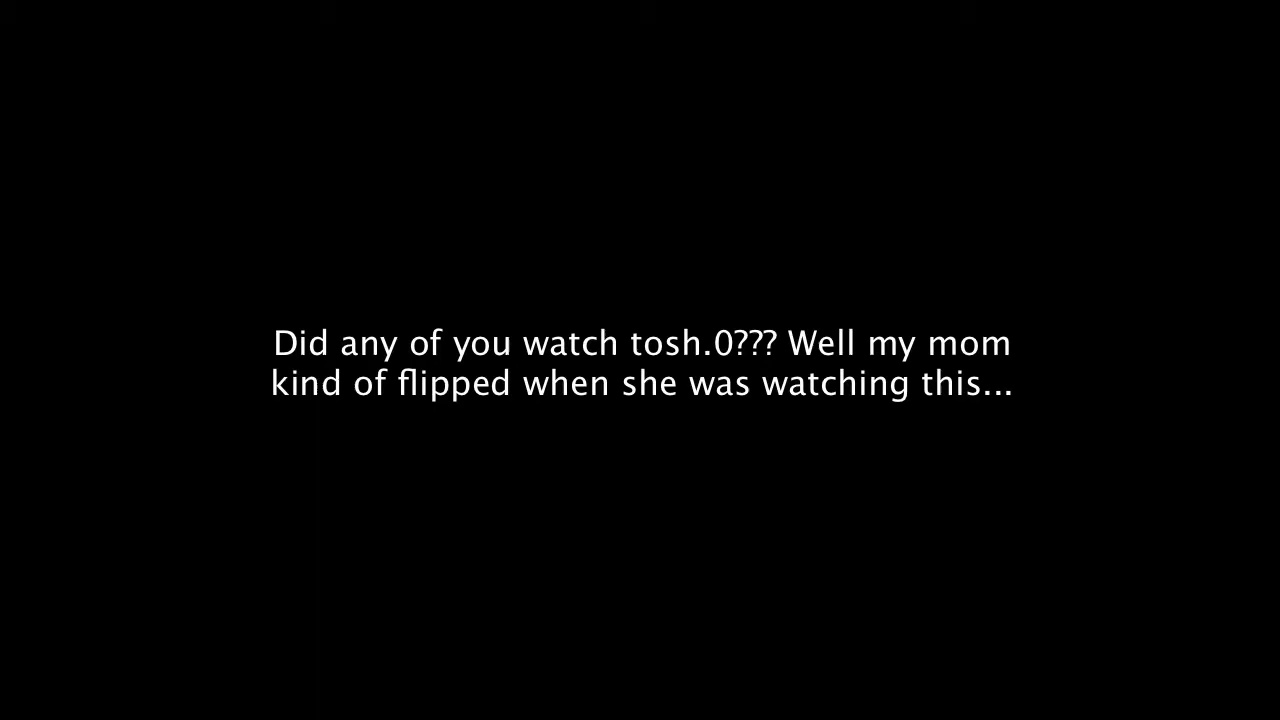 Did any of you watch tosh.0??? Well my mom
kind of flipped when she was watching this...